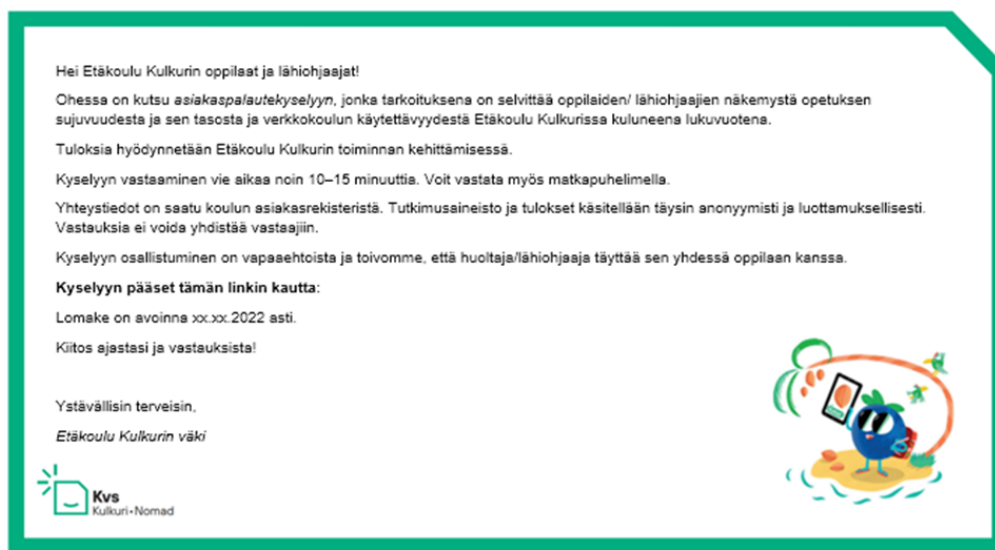 Hei Etäkoulu Kulkurin oppilaat ja lähiohjaajat!
Ohessa on kutsu asiakaspalautekyselyyn, jonka tarkoituksena on selvittää oppilaiden/ lähiohjaajien näkemystä opetuksen
sujuvuudesta ja sen tasosta ja verkkokoulun käytettävyydestä Etäkoulu Kulkurissa kuluneena lukuvuotena.
Tuloksia hyödynnetään Etäkoulu Kulkurin toiminnan kehittämisessä.
Kyselyyn vastaaminen vie aikaa noin 10–15 minuuttia. Voit vastata myös matkapuhelimella.
Yhteystiedot on saatu koulun asiakasrekisteristä. Tutkimusaineisto ja tulokset käsitellään täysin anonyymisti ja luottamuksellisesti.
Vastauksia ei voida yhdistää vastaajiin.
Kyselyyn osallistuminen on vapaaehtoista ja toivomme, että huoltaja/lähiohjaaja täyttää sen yhdessä oppilaan kanssa.
Kyselyyn pääset tämän linkin kautta:
Lomake on avoinna xx.xx.2022 asti.
Kiitos ajastasi ja vastauksista!
Ystävällisin terveisin,
Etäkoulu Kulkurin väki
Kvs
Kulkuri-Nomad